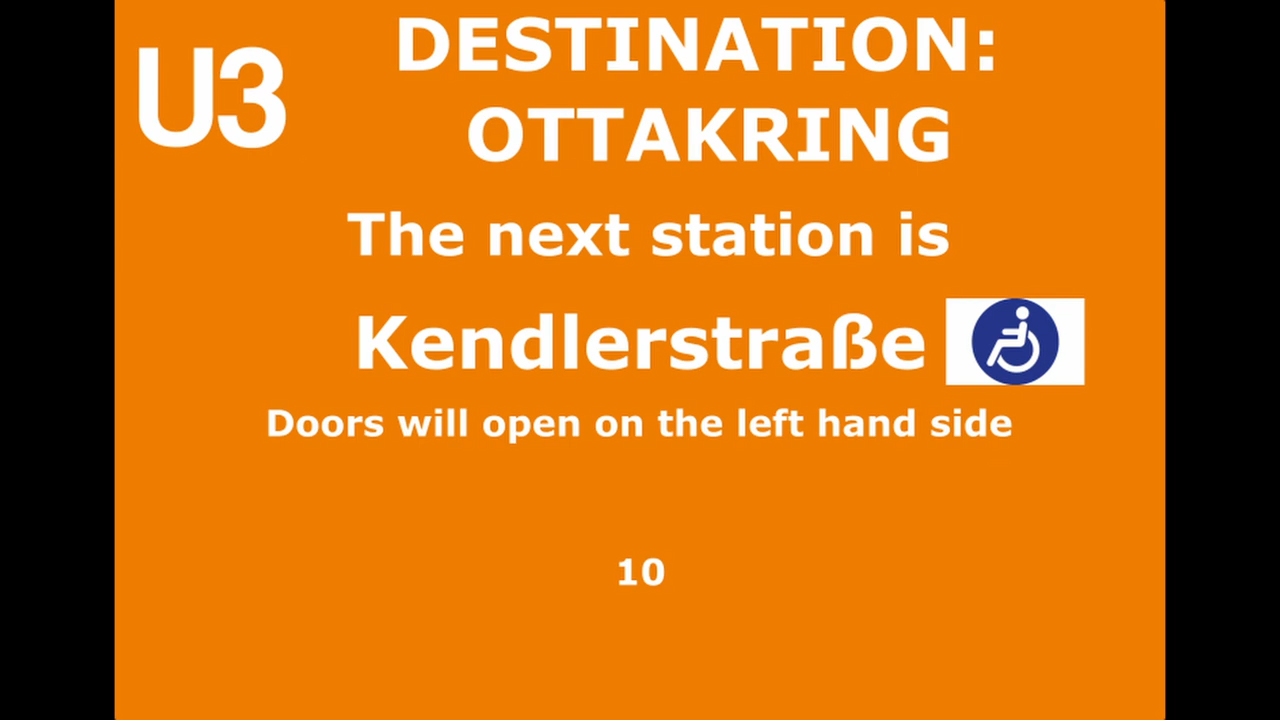 U3
DESTINATION:
OTTAKRING
The next station is
Kendlerstraße
Doors will open on the left hand side
10